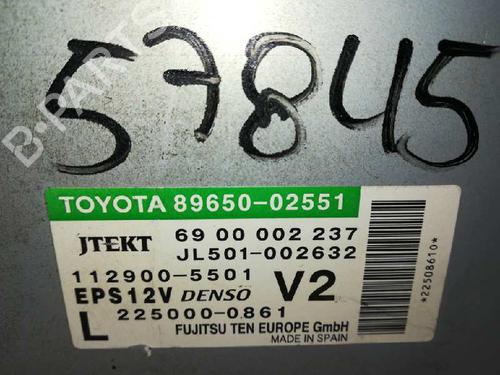 57845
B-PARTS
TOYOTA 89650-02551
JTEKT 69 00 002 237
JL501-002632
112900-5501
EPS12V DENSO V2
L 225000-0861
FUJITSU TEN EUROPE GmbH
MADE IN SPAIN
*22508610*